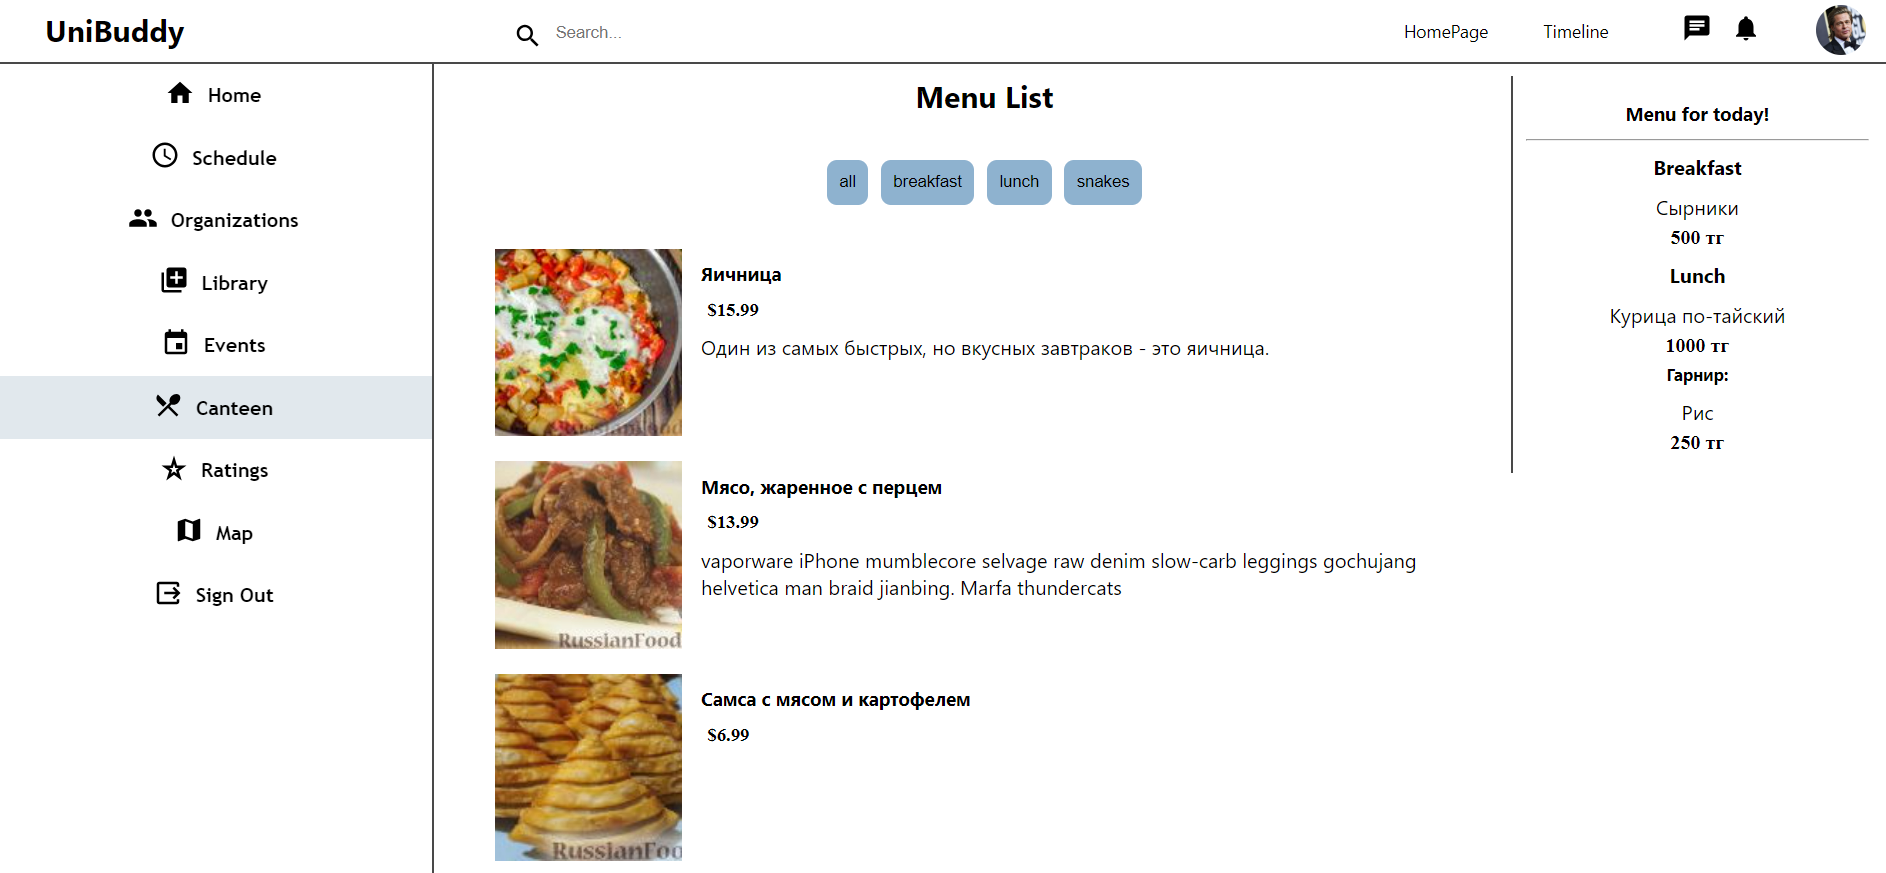 UniBuddy
Search...
HomePage
Timeline
Home
Schedule
Organizations
Library
Events
Canteen
Ratings
Map
Sign Out
Menu List
all
breakfast
lunch
snakes
Яичница
$15.99
Один из самых быстрых, но вкусных завтраков - это яичница.
RussianFood
Мясо, жаренное с перцем
$13.99
vaporware iPhone mumblecore selvage raw denim slow-carb leggings gochujang
helvetica man braid jianbing. Marfa thundercats
RussianFood
Самса с мясом и картофелем
$6.99
RussianFoo
Menu for today!
Breakfast
Сырники
500 тг
Lunch
Курица по-тайский
1000 тг
Гарнир:
Рис
250 тг